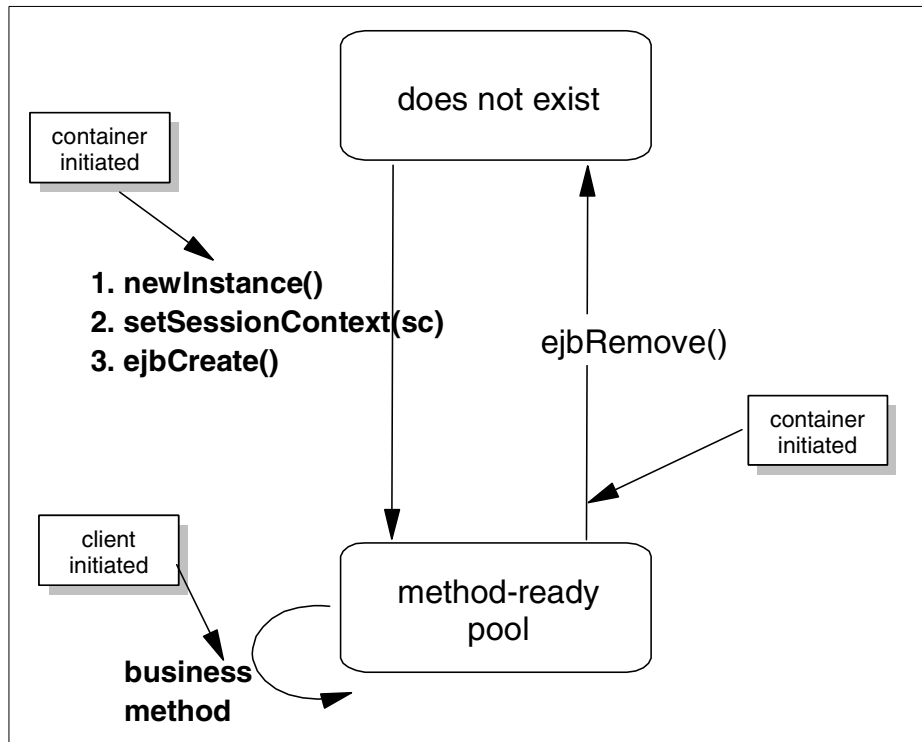 does not exist
container
initiated
1. newInstance()
2. setSessionContext(sc)
3. ejbCreate()
ejbRemove()
container
initiated
client
initiated
method-ready
pool
business
method